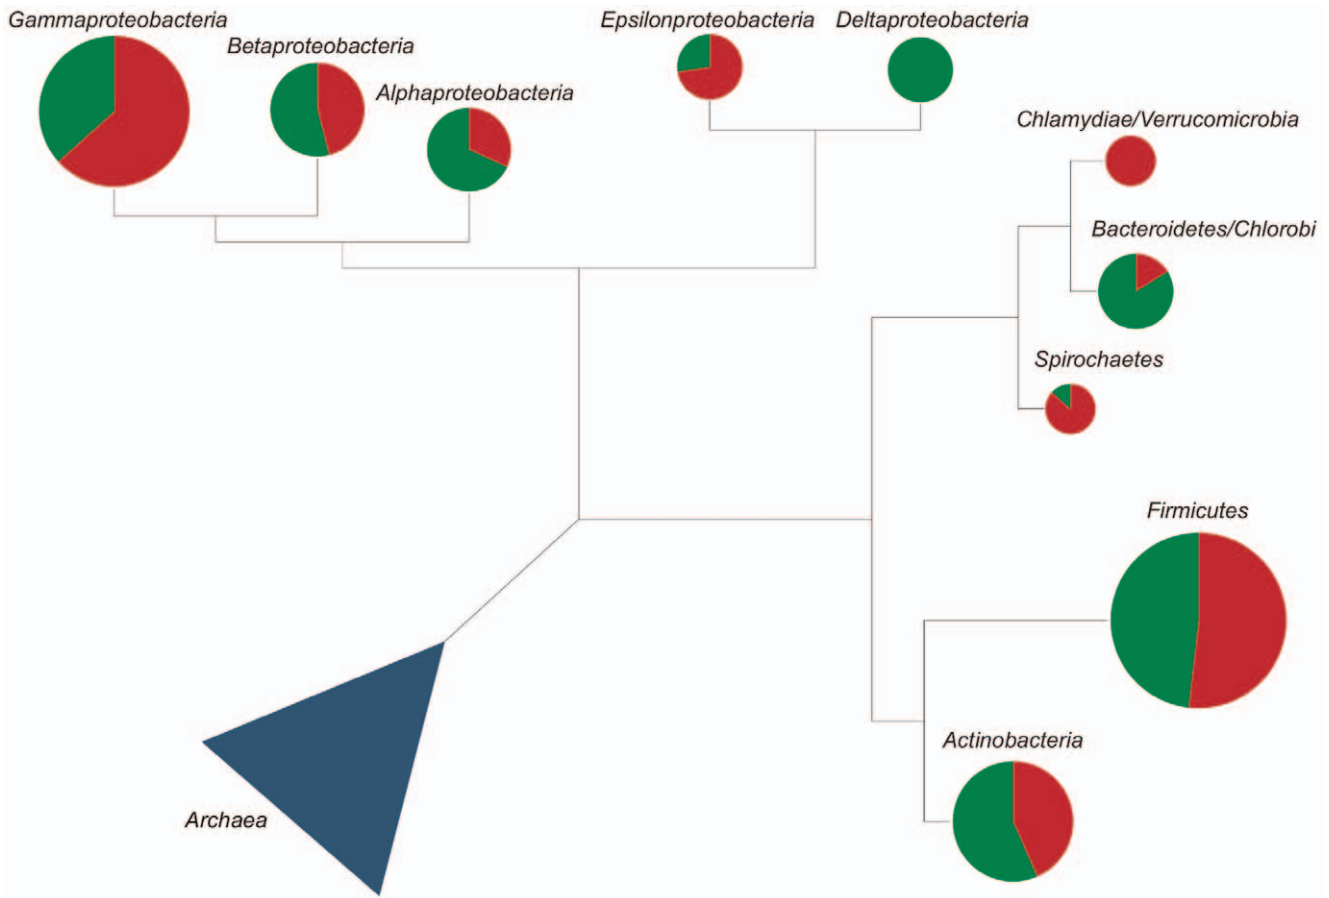 Gammaproteobacteria
Betaproteobacteria
Alphaproteobacteria
Epsilonproteobacteria
Deltaproteobacteria
Chlamydiae/Verrucomicrobia
Bacteroidetes/Chlorobi
Spirochaetes
Firmicutes
Actinobacteria
Archaea